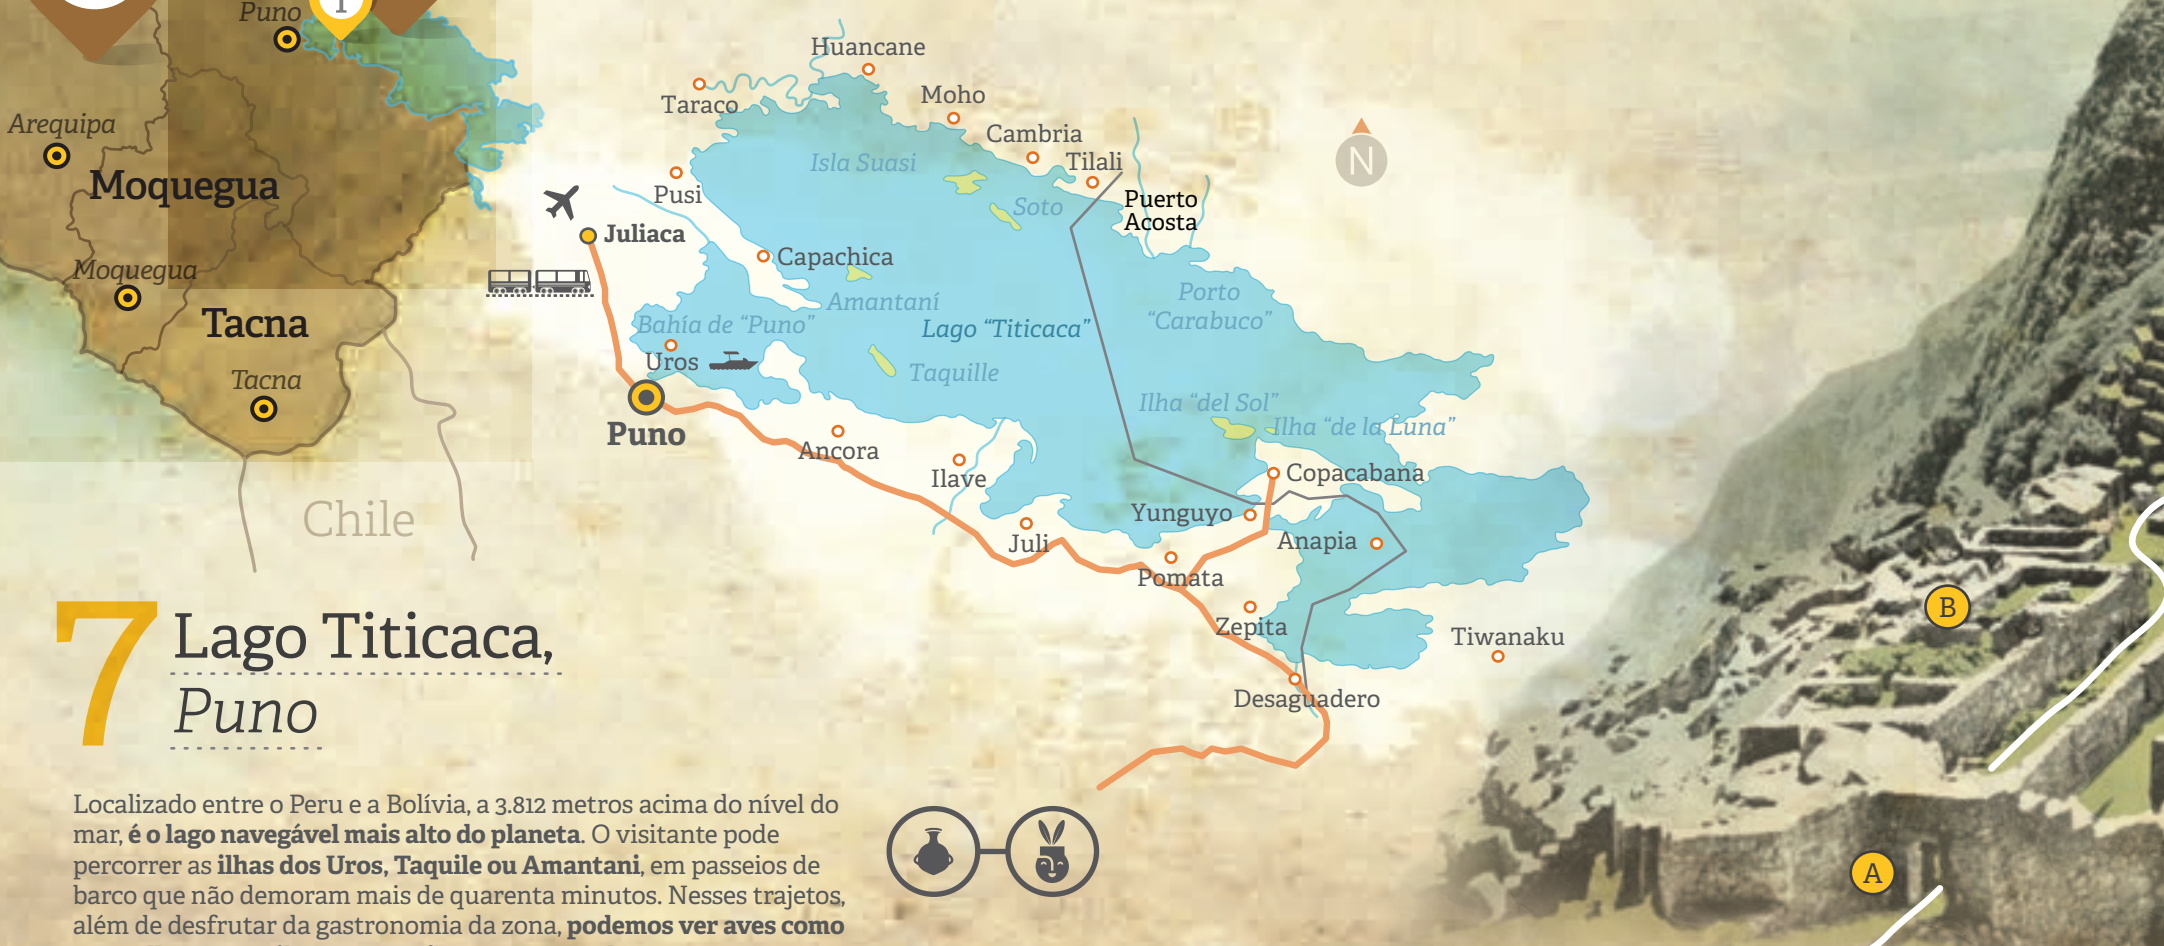 Puno
1
Arequipa
Moquegua
Moquegua
Tacna
Tacna
Chile
Huancane
Taraco
Moho
Cambria
Tilali
Isla Suasi
Pusi
Soto
Puerto
Acosta
N
Juliaca
Capachica
Amantaní
Porto
“Carabuco”
Bahía de “Puno”
Lago “Titicaca”
Uros
Taquille
Puno
Ilha “del Sol”
Ilha “de la Luna”
Ancora
Ilave
Copacabana
Yunguyo
Juli
Anapia
Pomata
Zepita
Tiwanaku
Desaguadero
7
Lago Titicaca,
Puno
Localizado entre o Peru e a Bolívia, a 3.812 metros acima do nível do
mar, é o lago navegável mais alto do planeta. O visitante pode
percorrer as ilhas dos Uros, Taquile ou Amantani, em passeios de
barco que não demoram mais de quarenta minutos. Nesses trajetos,
além de desfrutar da gastronomia da zona, podemos ver aves como
B
A